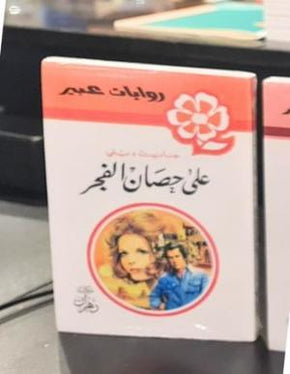 روايات عبير
على حصان الفجر